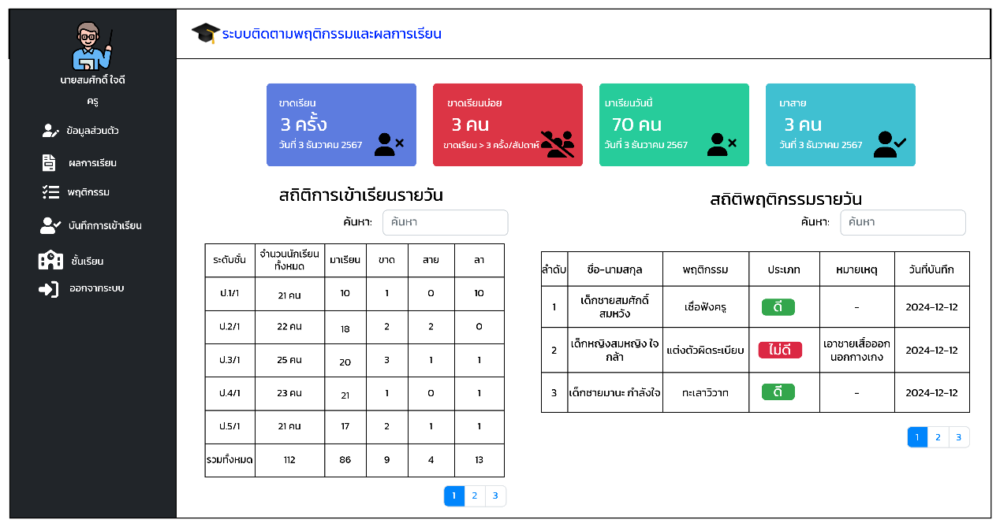 ระบบติดตามพฤติกรรมและผลการเรียน
นายสมศักดิ์ ใจดี
ครู
ข้อมูลส่วนตัว
ผลการเรียน
พฤติกรรม
บันทึกการเข้าเรียน
ชั้นเรียน
ออกจากระบบ
ขาดเรียน
3 ครั้ง
วันที่ 3 ธันวาคม 2567
ขาดเรียนบ่อย
3 คน
ขาดเรียน > 3 ครั้ง/สัปดาห์
มาเรียนวันนี้
70 คน
วันที่ 3 ธันวาคม 2567
มาสาย
3 คน
วันที่ 3 ธันวาคม 2567
สถิติการเข้าเรียนรายวัน
ค้นหา: ค้นหา
ระดับชั้น จำนวนนักเรียนทั้งหมด มาเรียน ขาด สาย ลา
ป.1/1 21 คน 10 1 0 10
ป.2/1 22 คน 18 2 2 0
ป.3/1 25 คน 20 3 1 1
ป.4/1 23 คน 21 1 0 1
ป.5/1 21 คน 17 2 1 1
รวมทั้งหมด 112 86 9 4 13
1 2 3
สถิติพฤติกรรมรายวัน
ค้นหา: ค้นหา
ลำดับ ชื่อ-นามสกุล พฤติกรรม ประเภท หมายเหตุ วันที่บันทึก
1 เด็กชายสมศักดิ์ สมหวัง เชื่อฟังครู ดี - 2024-12-12
2 เด็กหญิงสมหญิง ใจกล้า แต่งตัวผิดระเบียบ ไม่ดี เอาชายเสื้อออกนอกกางเกง 2024-12-12
3 เด็กชายมานะ กำลังใจ ทะเลาวิวาท ดี - 2024-12-12
1 2 3